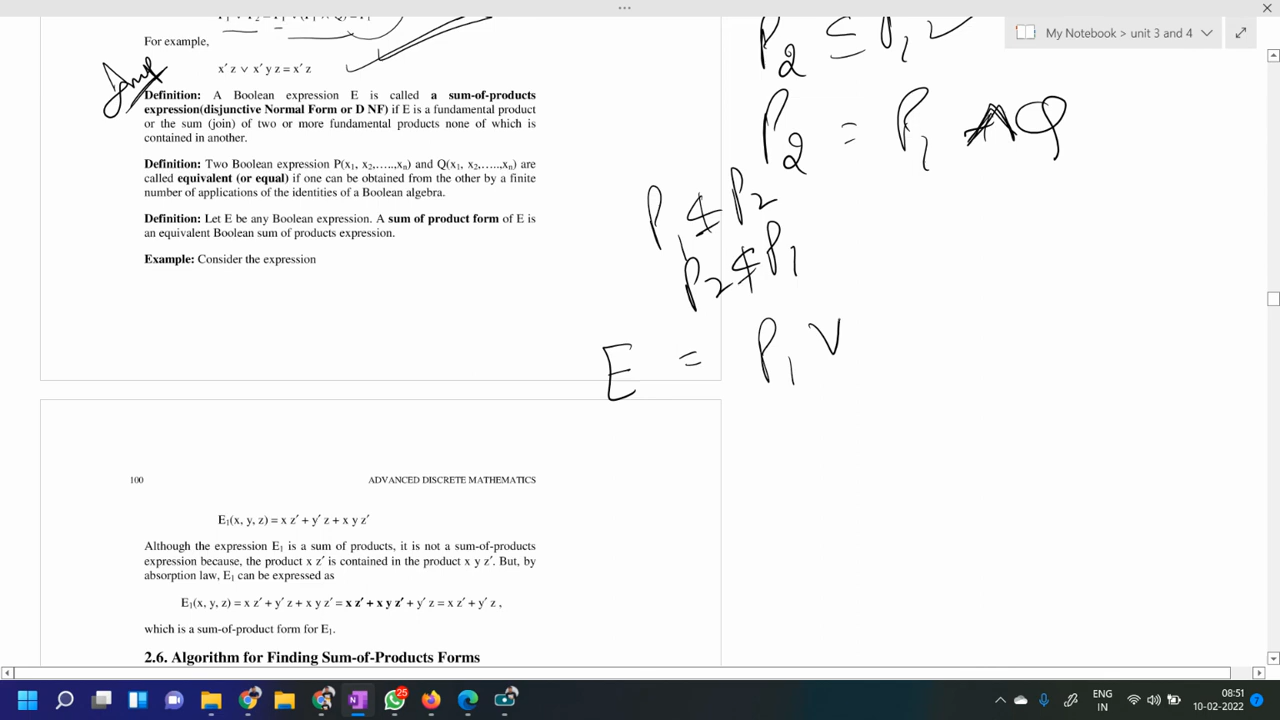 For example,
x′ z ∨ x′ y z = x′ z
Definition: A Boolean expression E is called a sum-of-products
expression(disjunctive Normal Form or D NF) if E is a fundamental product
or the sum (join) of two or more fundamental products none of which is
contained in another.
Definition: Two Boolean expression P(x₁, x₂,.....,xₙ) and Q(x₁, x₂,.....,xₙ) are
called equivalent (or equal) if one can be obtained from the other by a finite
number of applications of the identities of a Boolean algebra.
Definition: Let E be any Boolean expression. A sum of product form of E is
an equivalent Boolean sum of products expression.
Example: Consider the expression
My Notebook > unit 3 and 4
P₂ ⊆ P₁
P₂ = P₁ ∧ Q
P₁ ⊄ P₂
P₂ ⊄ P₁
E = P₁ ∨
100 ADVANCED DISCRETE MATHEMATICS
E₁(x, y, z) = x z′ + y′ z + x y z′
Although the expression E₁ is a sum of products, it is not a sum-of-products
expression because, the product x z′ is contained in the product x y z′. But, by
absorption law, E₁ can be expressed as
E₁(x, y, z) = x z′ + y′ z + x y z′ = x z′ + x y z′ + y′ z = x z′ + y′ z ,
which is a sum-of-product form for E₁.
2.6. Algorithm for Finding Sum-of-Products Forms
25
ENG
IN
08:51
10-02-2022